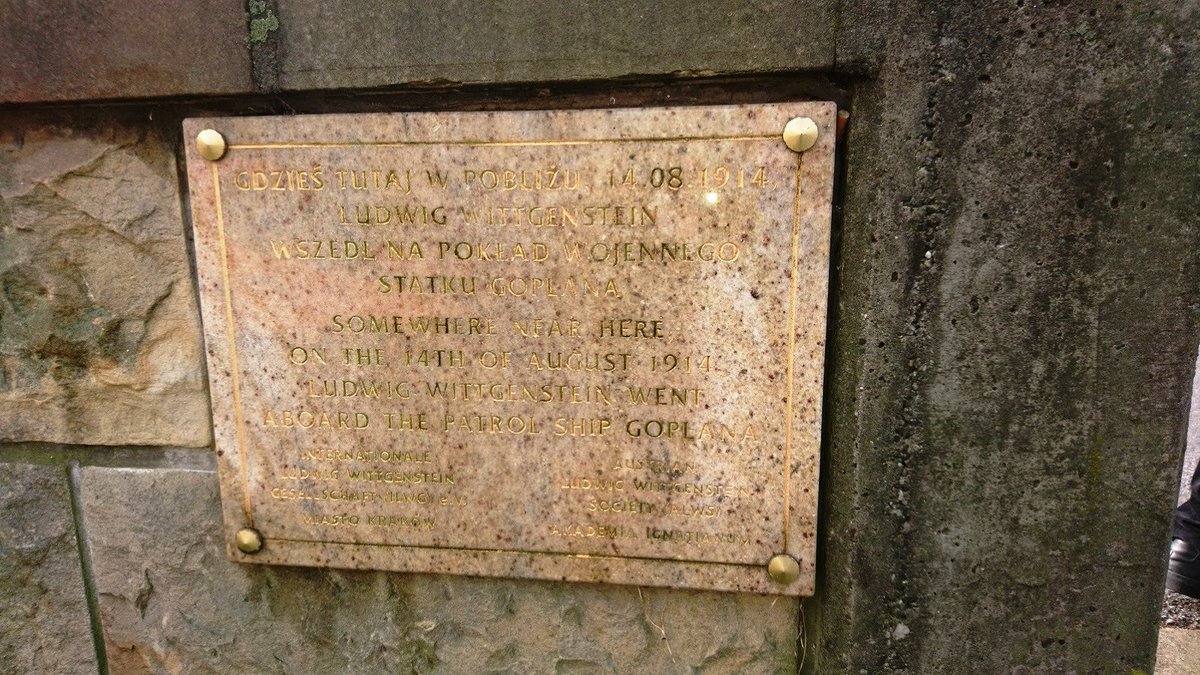 GDZIEŚ TUTAJ W POBLIŻU, 14.08.1914,
LUDWIG WITTGENSTEIN
WSZEDŁ NA POKŁAD WOJENNEGO
STATKU GOPLANA
SOMEWHERE NEAR HERE,
ON THE 14TH OF AUGUST 1914,
LUDWIG WITTGENSTEIN WENT
ABOARD THE PATROL SHIP GOPLANA
INTERNATIONALE
LUDWIG WITTGENSTEIN
GESELLSCHAFT (ILWG) e.V.
MIASTO KRAKÓW
AUSTRIAN
LUDWIG WITTGENSTEIN
SOCIETY (ALWS)
AKADEMIA IGNATIANUM